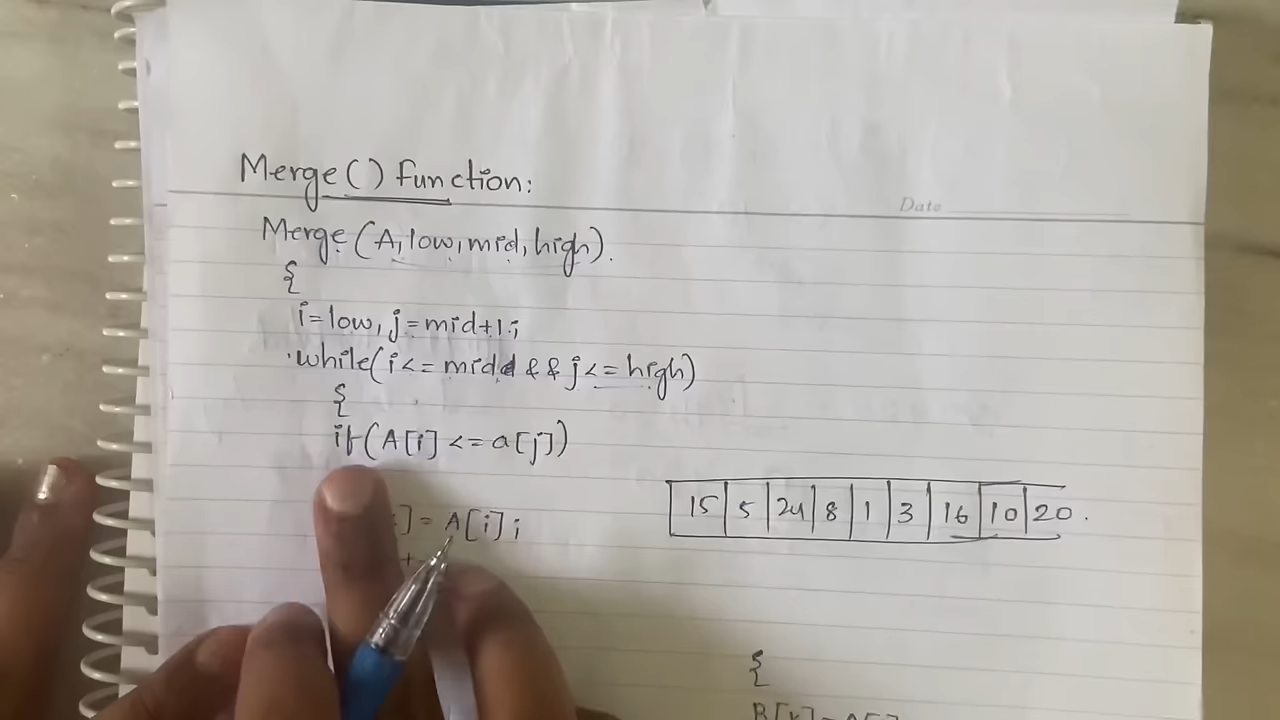 Merge() function:
Date
Merge(A,low,mid,high).
{
i=low, j=mid+1;
while(i<=mid && j<=high)
{
if(A[i] <= a[j])
15 5 24 8 1 3 16 10 20.
]=A[i];
+
{